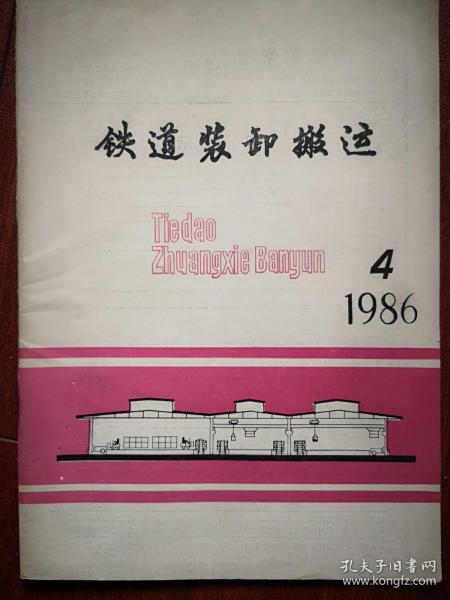 铁道装卸搬运
Tiedao
Zhuangxie Banyun
4
1986
孔夫子旧书网
www.kongfz.com